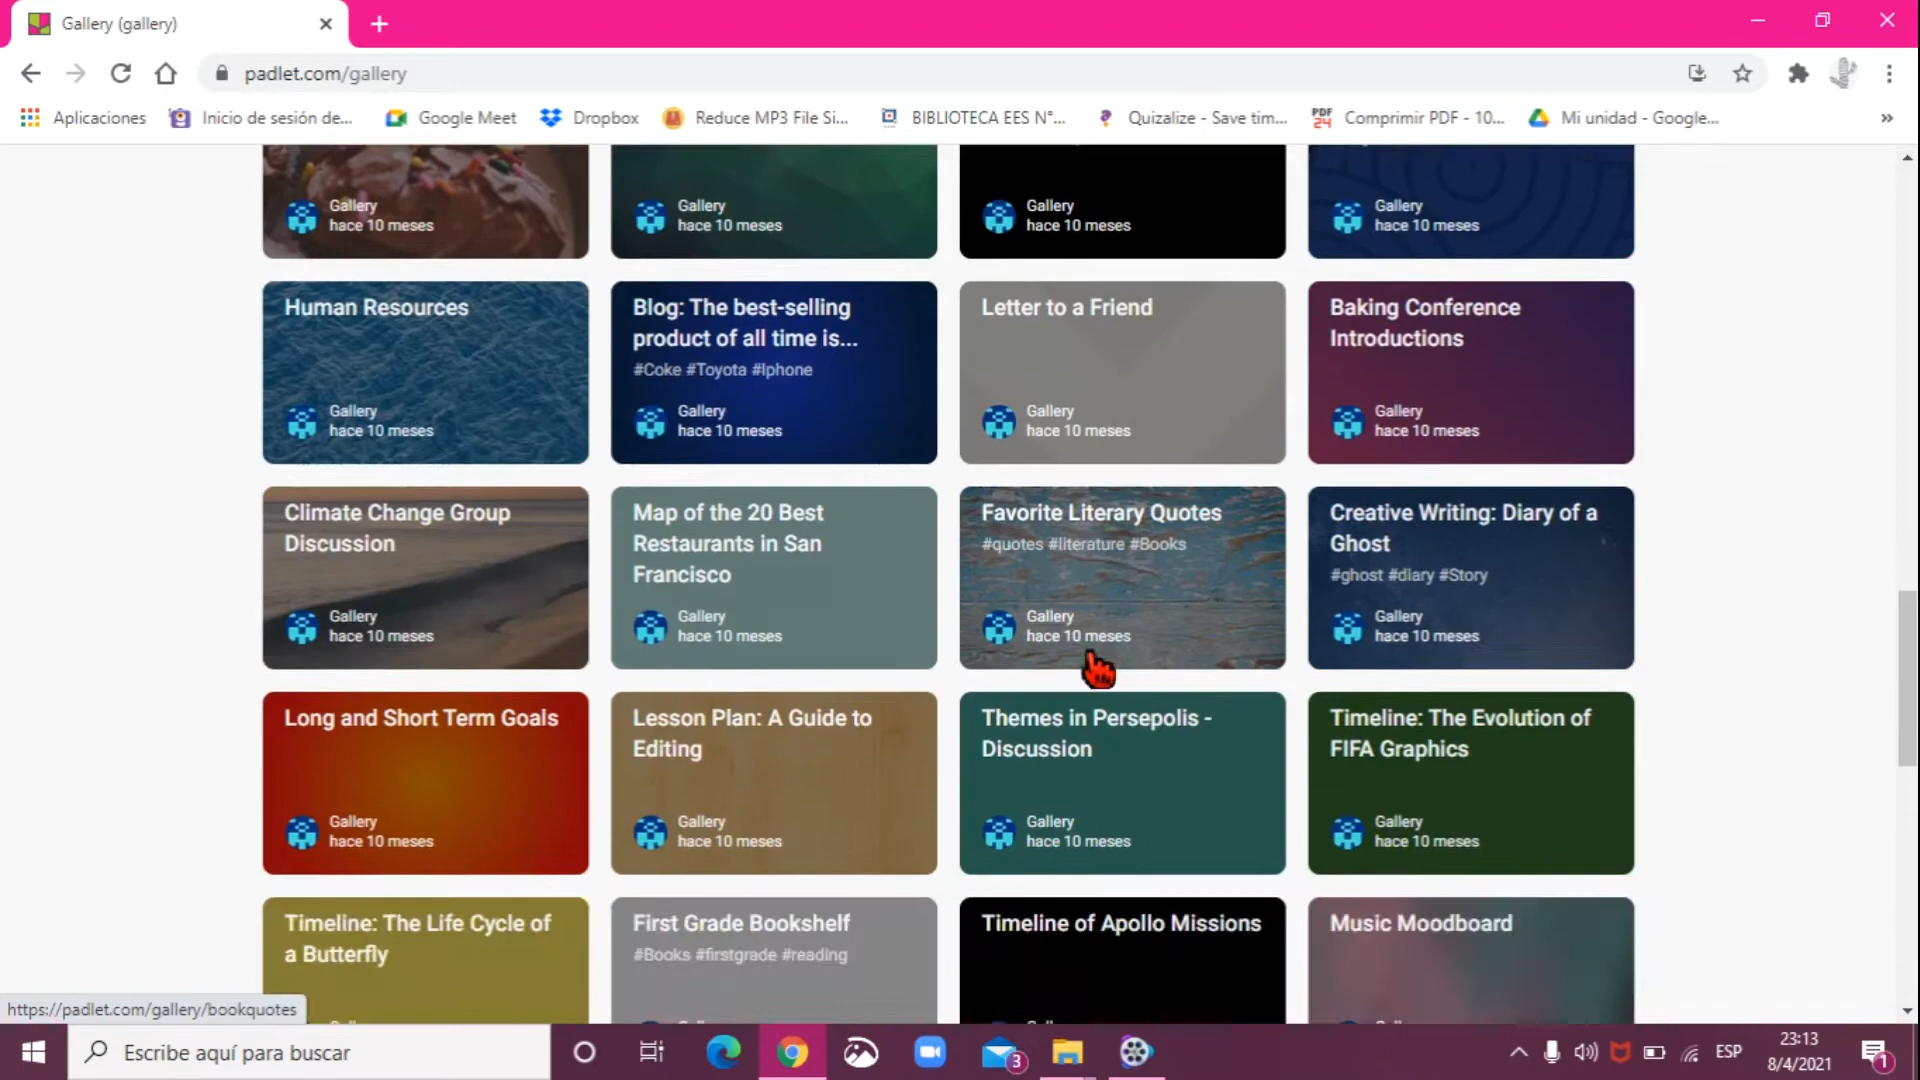 Gallery (gallery)
padlet.com/gallery
Aplicaciones
Inicio de sesión de...
Google Meet
Dropbox
Reduce MP3 File Si...
BIBLIOTECA EES N°...
Quizalize - Save tim...
PDF 24
Comprimir PDF - 10...
Mi unidad - Google...
»
Gallery
hace 10 meses
Gallery
hace 10 meses
Gallery
hace 10 meses
Gallery
hace 10 meses
Human Resources
Gallery
hace 10 meses
Blog: The best-selling
product of all time is...
#Coke #Toyota #Iphone
Gallery
hace 10 meses
Letter to a Friend
Gallery
hace 10 meses
Baking Conference
Introductions
Gallery
hace 10 meses
Climate Change Group
Discussion
Gallery
hace 10 meses
Map of the 20 Best
Restaurants in San
Francisco
Gallery
hace 10 meses
Favorite Literary Quotes
#quotes #literature #Books
Gallery
hace 10 meses
Creative Writing: Diary of a
Ghost
#ghost #diary #Story
Gallery
hace 10 meses
Long and Short Term Goals
Gallery
hace 10 meses
Lesson Plan: A Guide to
Editing
Gallery
hace 10 meses
Themes in Persepolis -
Discussion
Gallery
hace 10 meses
Timeline: The Evolution of
FIFA Graphics
Gallery
hace 10 meses
Timeline: The Life Cycle of
a Butterfly
First Grade Bookshelf
#Books #firstgrade #reading
Timeline of Apollo Missions
Music Moodboard
https://padlet.com/gallery/bookquotes
Escribe aquí para buscar
3
ESP
23:13
8/4/2021
1